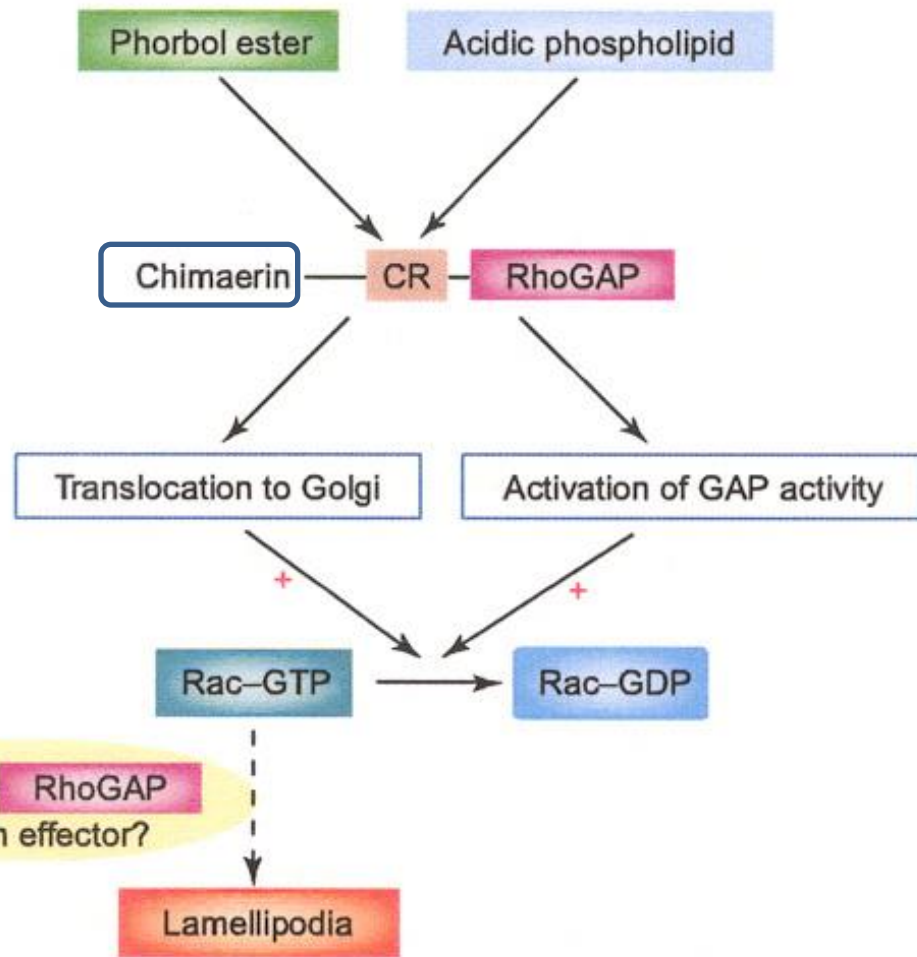 Phorbol ester
Acidic phospholipid
Chimaerin
CR
RhoGAP
Translocation to Golgi
Activation of GAP activity
+
+
Rac–GTP
Rac–GDP
RhoGAP
effector?
Lamellipodia